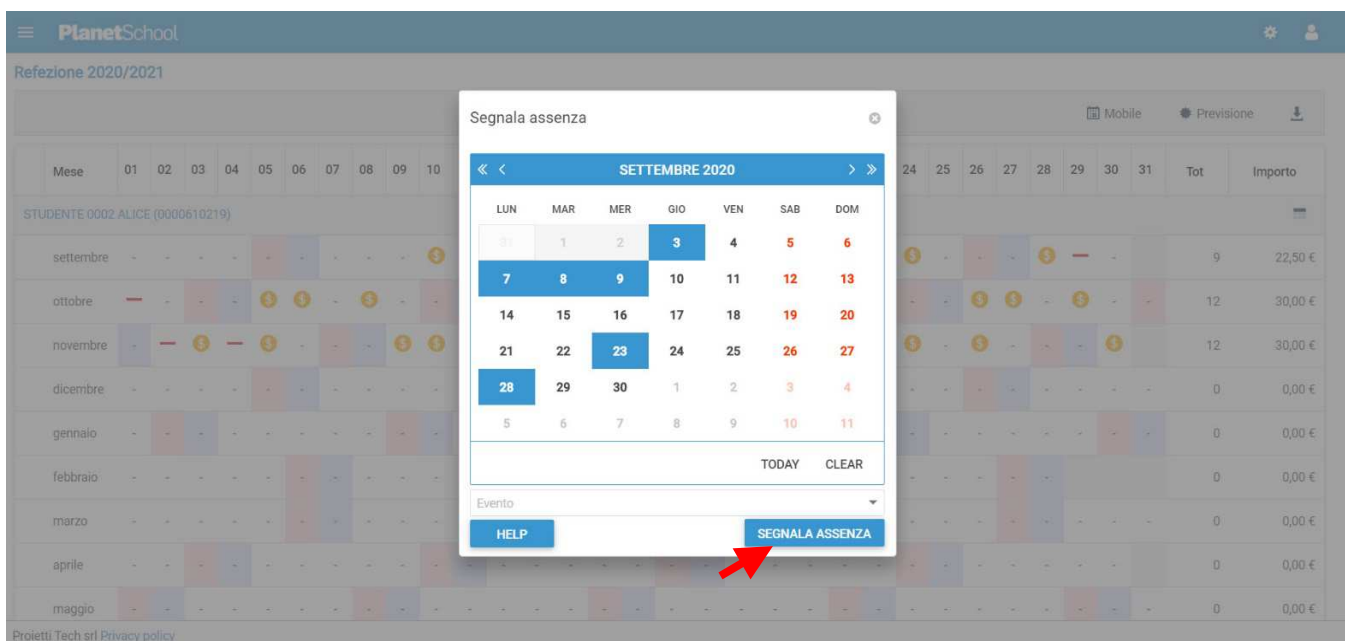 PlanetSchool
Refezione 2020/2021
Mobile Previsione
Mese 01 02 03 04 05 06 07 08 09 10 24 25 26 27 28 29 30 31 Tot Importo
STUDENTE 0002 ALICE (0000610219)
settembre 9 22,50 €
ottobre 12 30,00 €
novembre 12 30,00 €
dicembre 0 0,00 €
gennaio 0 0,00 €
febbraio 0 0,00 €
marzo 0 0,00 €
aprile 0 0,00 €
maggio 0 0,00 €
Segnala assenza
« < SETTEMBRE 2020 > »
LUN MAR MER GIO VEN SAB DOM
31 1 2 3 4 5 6
7 8 9 10 11 12 13
14 15 16 17 18 19 20
21 22 23 24 25 26 27
28 29 30 1 2 3 4
5 6 7 8 9 10 11
TODAY CLEAR
Evento
HELP SEGNALA ASSENZA
Proietti Tech srl Privacy policy